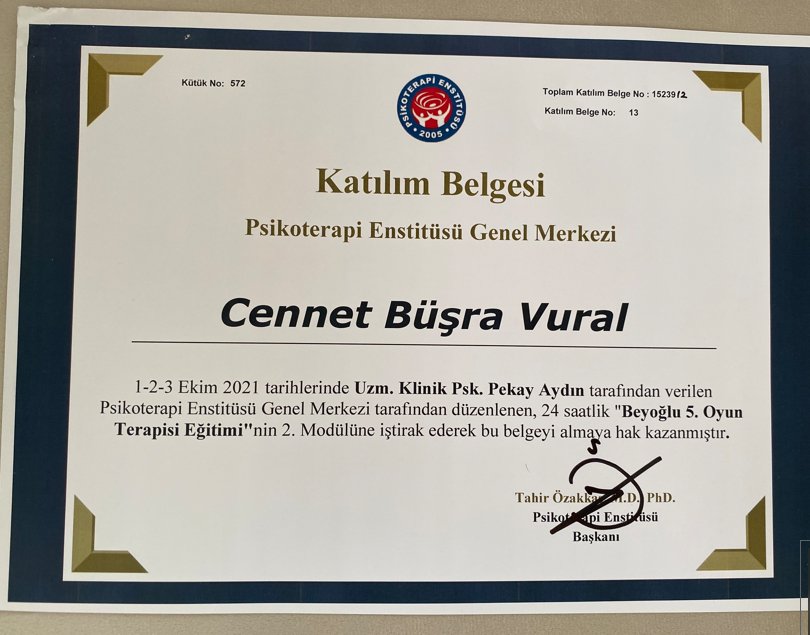 Kütük No: 572
Toplam Katılım Belge No : 15239/2
Katılım Belge No: 13
PSİKOTERAPİ ENSTİTÜSÜ
• 2005 •
Katılım Belgesi
Psikoterapi Enstitüsü Genel Merkezi
Cennet Büşra Vural
1-2-3 Ekim 2021 tarihlerinde Uzm. Klinik Psk. Pekay Aydın tarafından verilen
Psikoterapi Enstitüsü Genel Merkezi tarafından düzenlenen, 24 saatlik "Beyoğlu 5. Oyun
Terapisi Eğitimi"nin 2. Modülüne iştirak ederek bu belgeyi almaya hak kazanmıştır.
Tahir Özakkaş M.D., PhD.
Psikoterapi Enstitüsü
Başkanı